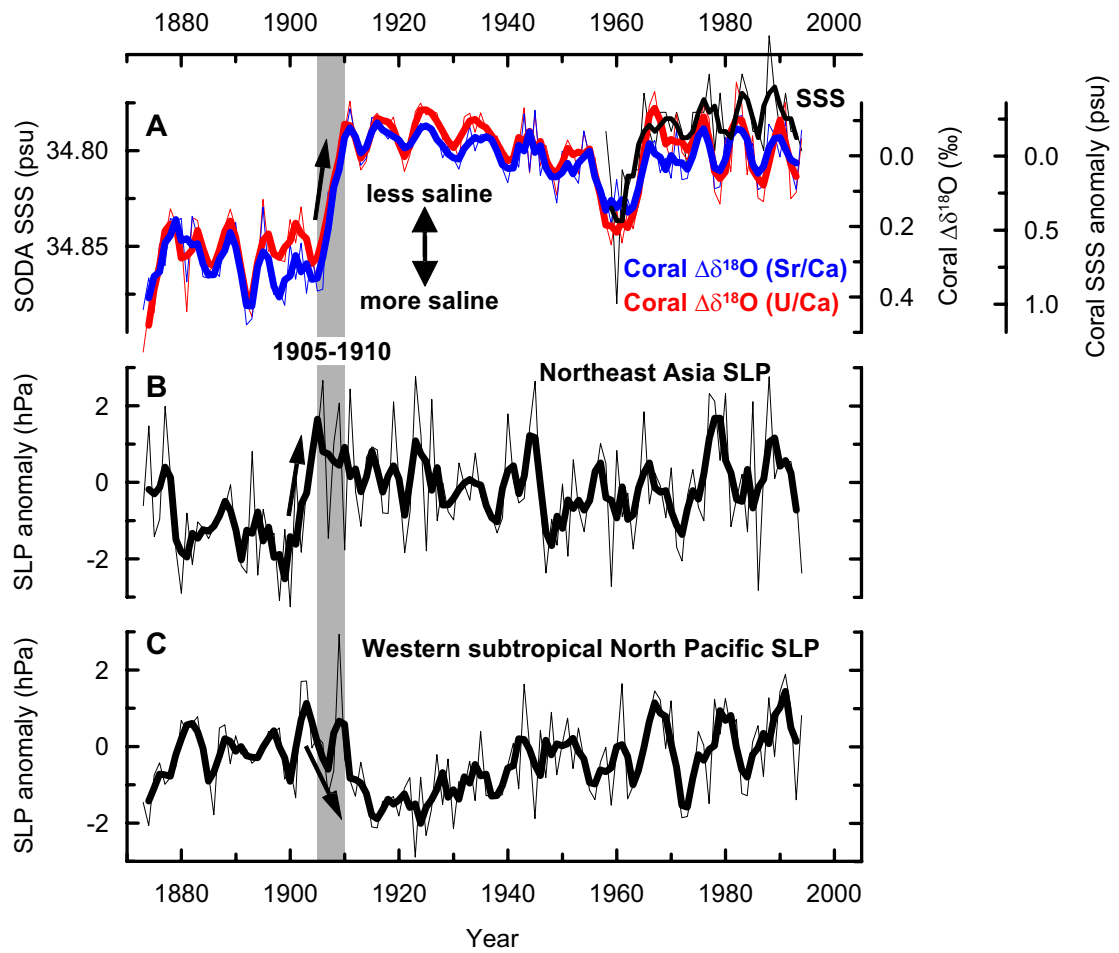 1880 1900 1920 1940 1960 1980 2000
A
SSS
34.80
34.85
SODA SSS (psu)
less saline
more saline
Coral Δδ¹⁸O (Sr/Ca)
Coral Δδ¹⁸O (U/Ca)
0.0
0.2
0.4
Coral Δδ¹⁸O (‰)
0.0
0.5
1.0
Coral SSS anomaly (psu)
1905-1910
B
Northeast Asia SLP
2
0
-2
SLP anomaly (hPa)
C
Western subtropical North Pacific SLP
2
0
-2
SLP anomaly (hPa)
1880 1900 1920 1940 1960 1980 2000
Year